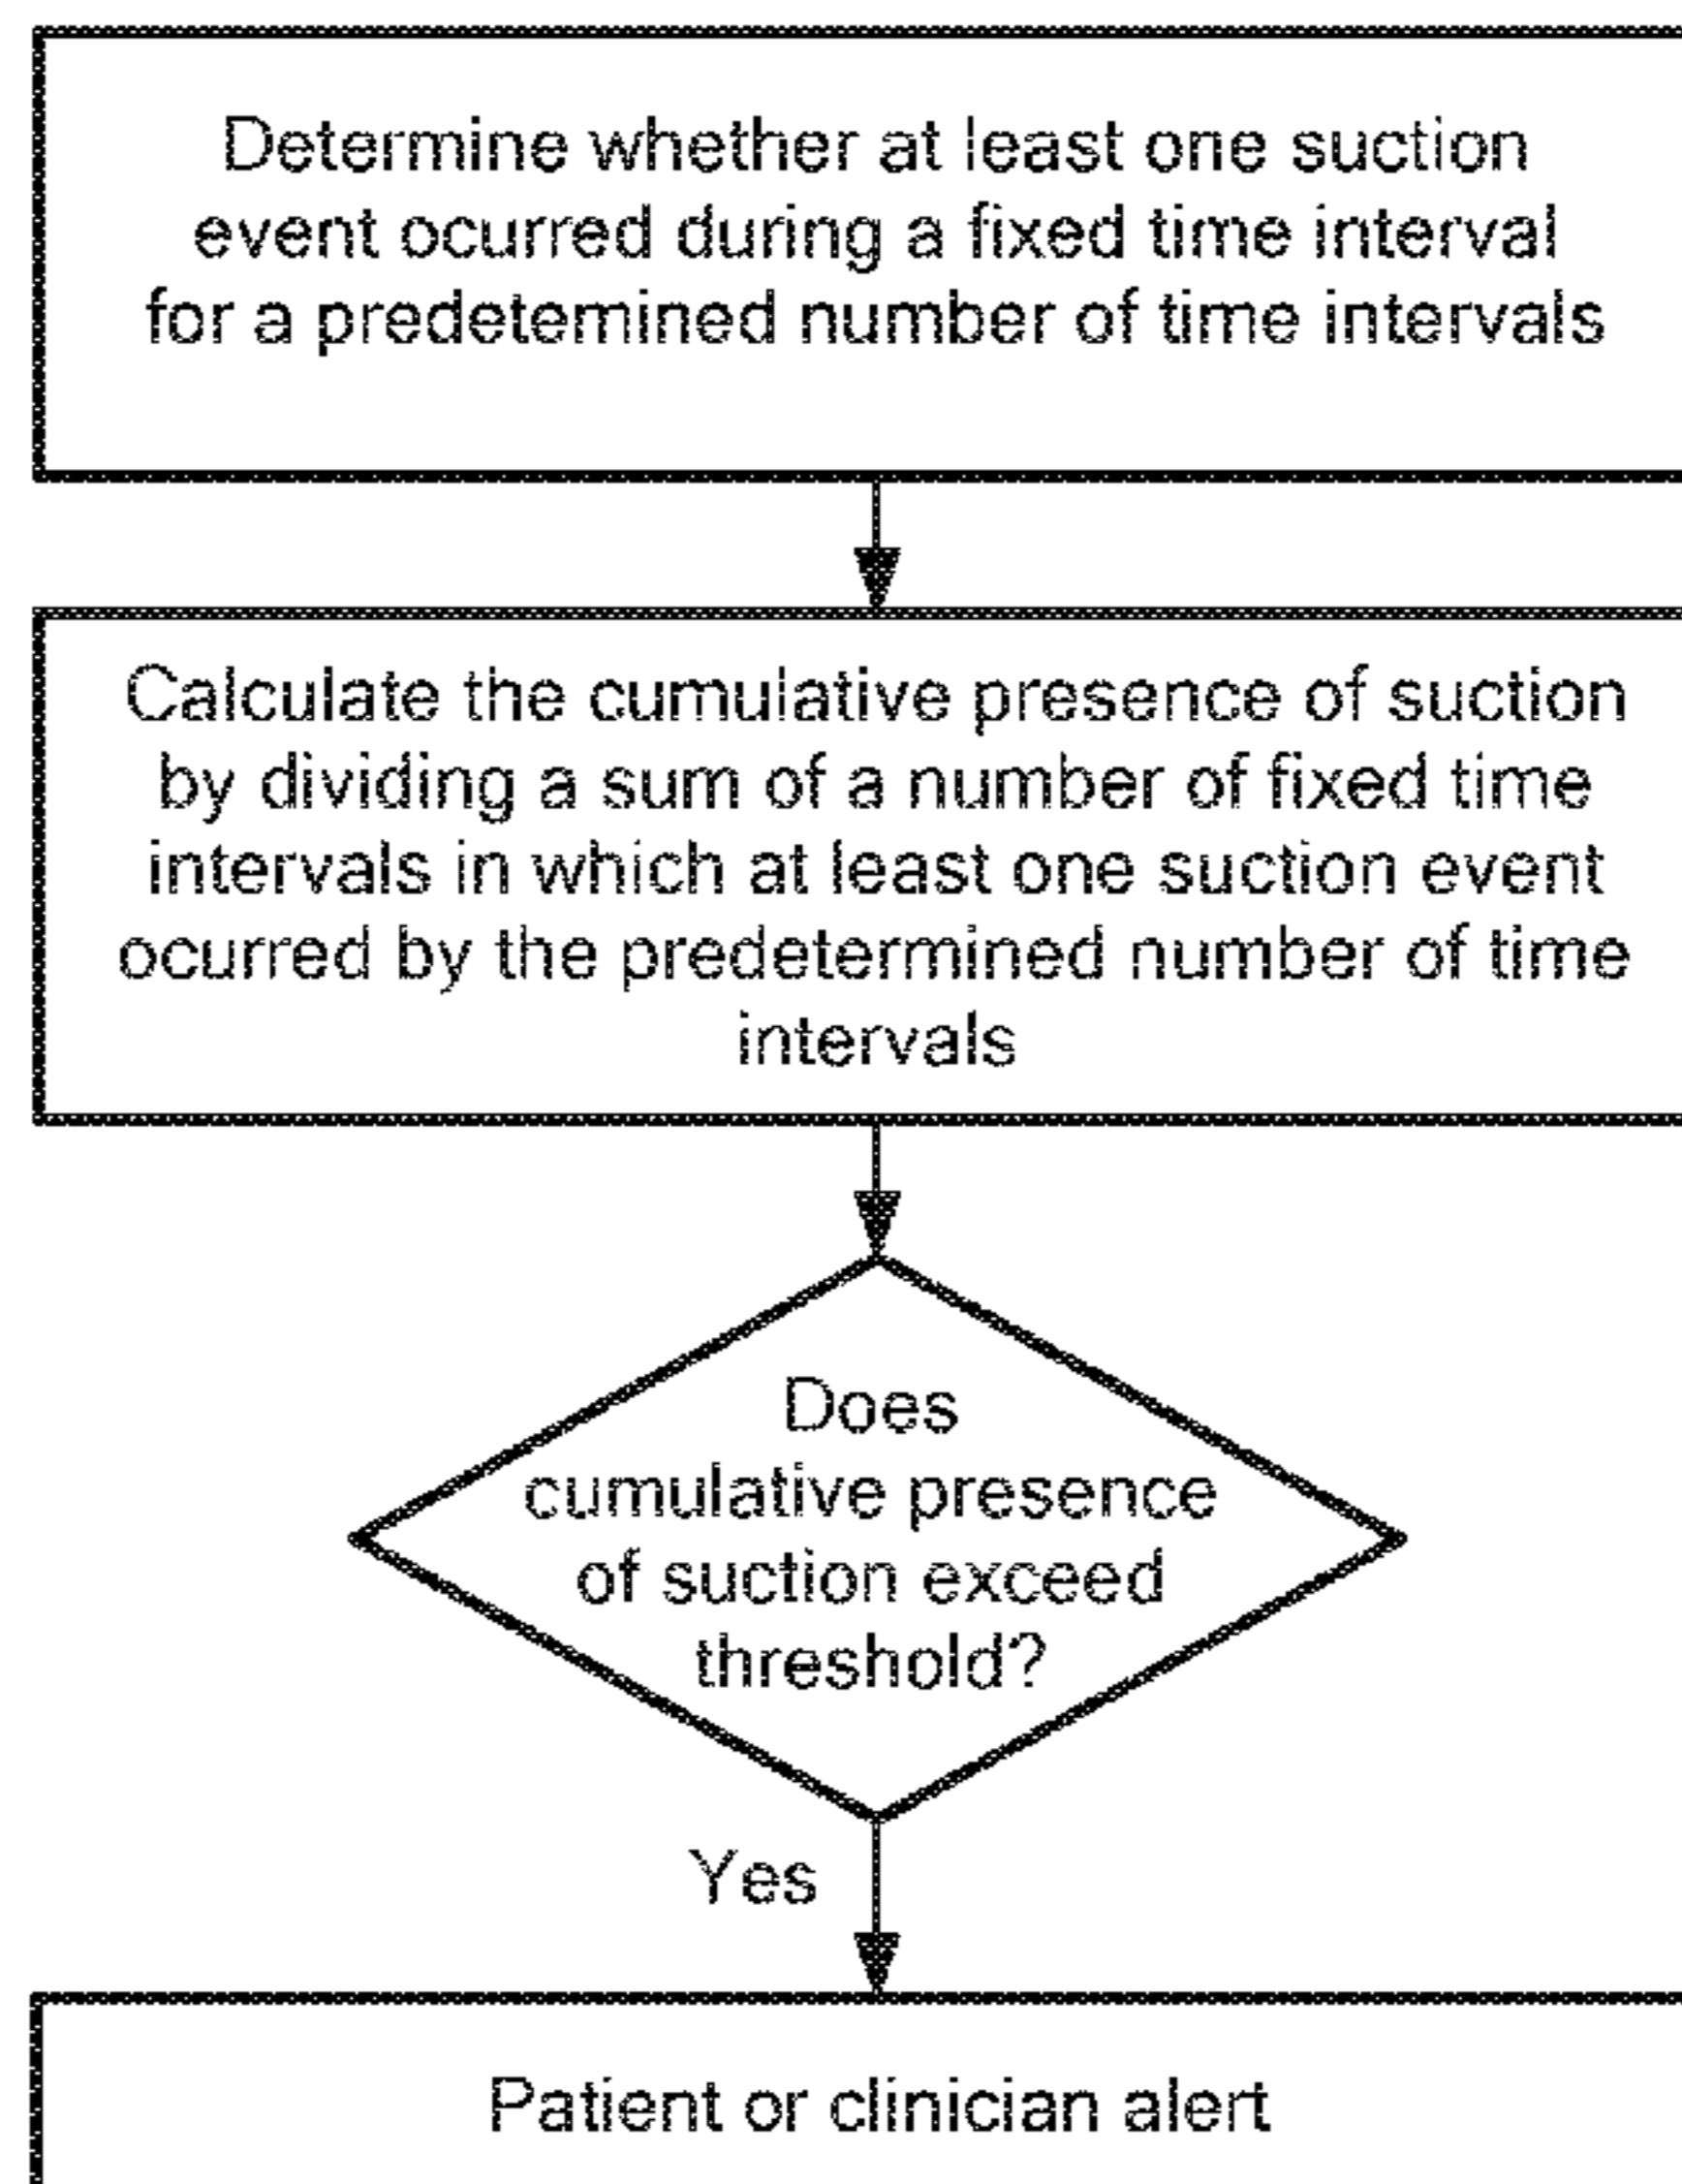 Determine whether at least one suction
event ocurred during a fixed time interval
for a predetemined number of time intervals
Calculate the cumulative presence of suction
by dividing a sum of a number of fixed time
intervals in which at least one suction event
ocurred by the predetermined number of time
intervals
Does
cumulative presence
of suction exceed
threshold?
Yes
Patient or clinician alert